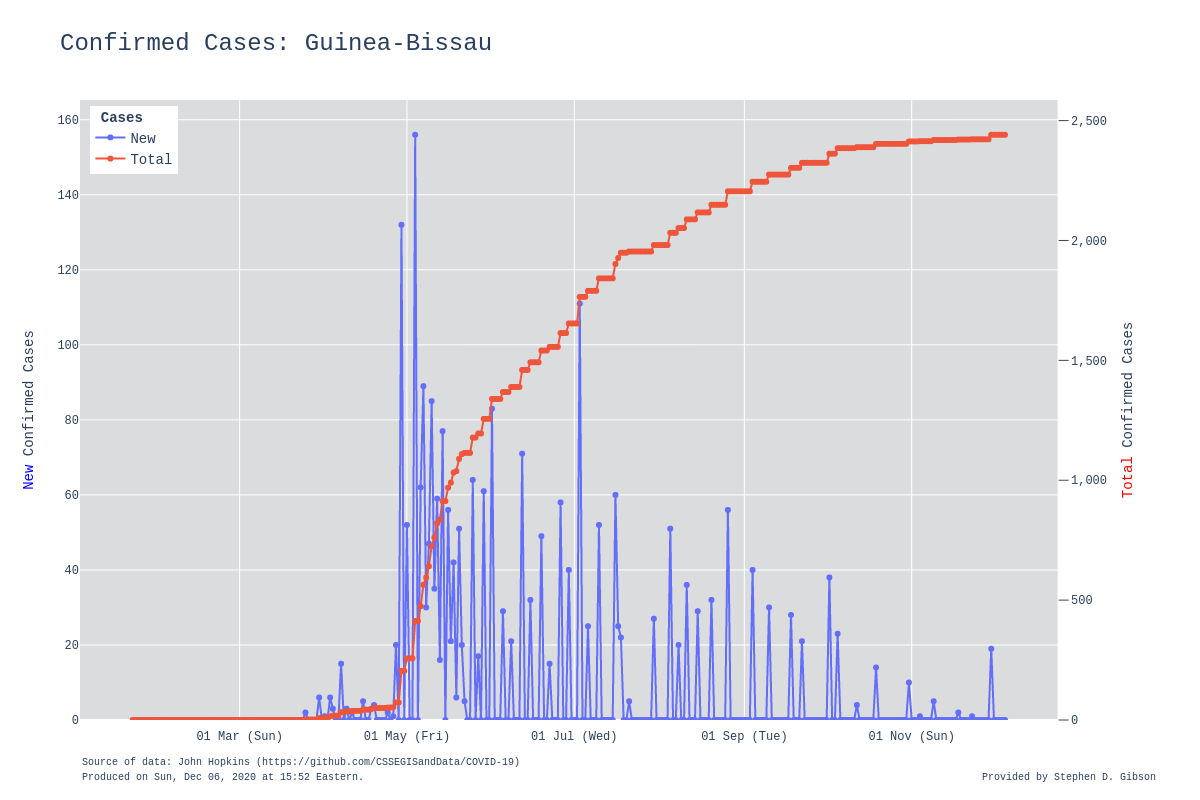 Confirmed Cases: Guinea-Bissau
Cases
New
Total
160
140
120
100
80
60
40
20
0
2,500
2,000
1,500
1,000
500
0
New Confirmed Cases
Total Confirmed Cases
01 Mar (Sun)
01 May (Fri)
01 Jul (Wed)
01 Sep (Tue)
01 Nov (Sun)
Source of data: John Hopkins (https://github.com/CSSEGISandData/COVID-19)
Produced on Sun, Dec 06, 2020 at 15:52 Eastern.
Provided by Stephen D. Gibson